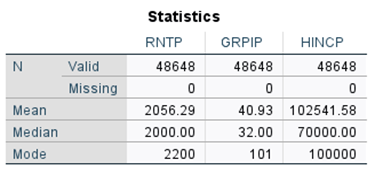 Statistics
RNTP GRPIP HINCP
N Valid 48648 48648 48648
Missing 0 0 0
Mean 2056.29 40.93 102541.58
Median 2000.00 32.00 70000.00
Mode 2200 101 100000